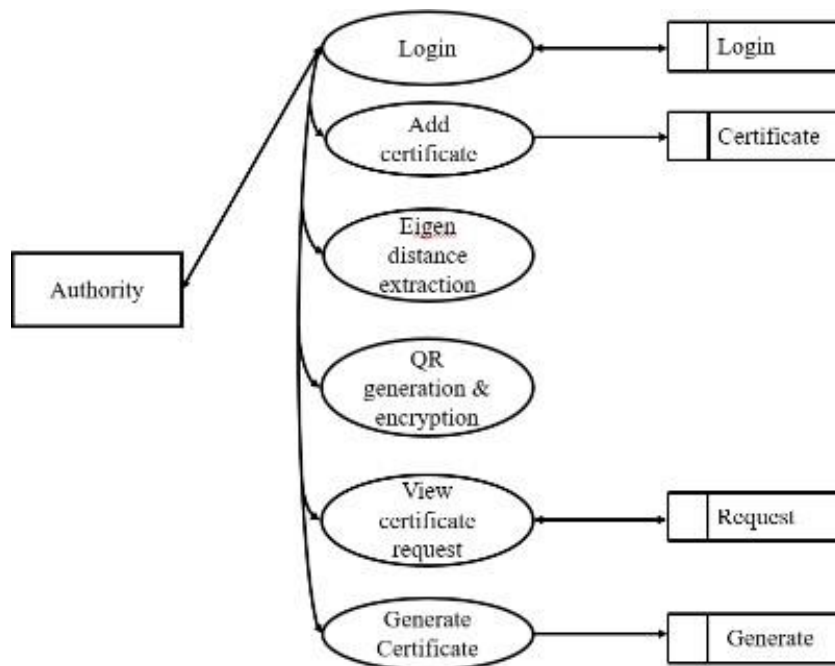 Login
Login
Add
certificate
Certificate
Eigen
distance
extraction
Authority
QR
generation &
encryption
View
certificate
request
Request
Generate
Certificate
Generate